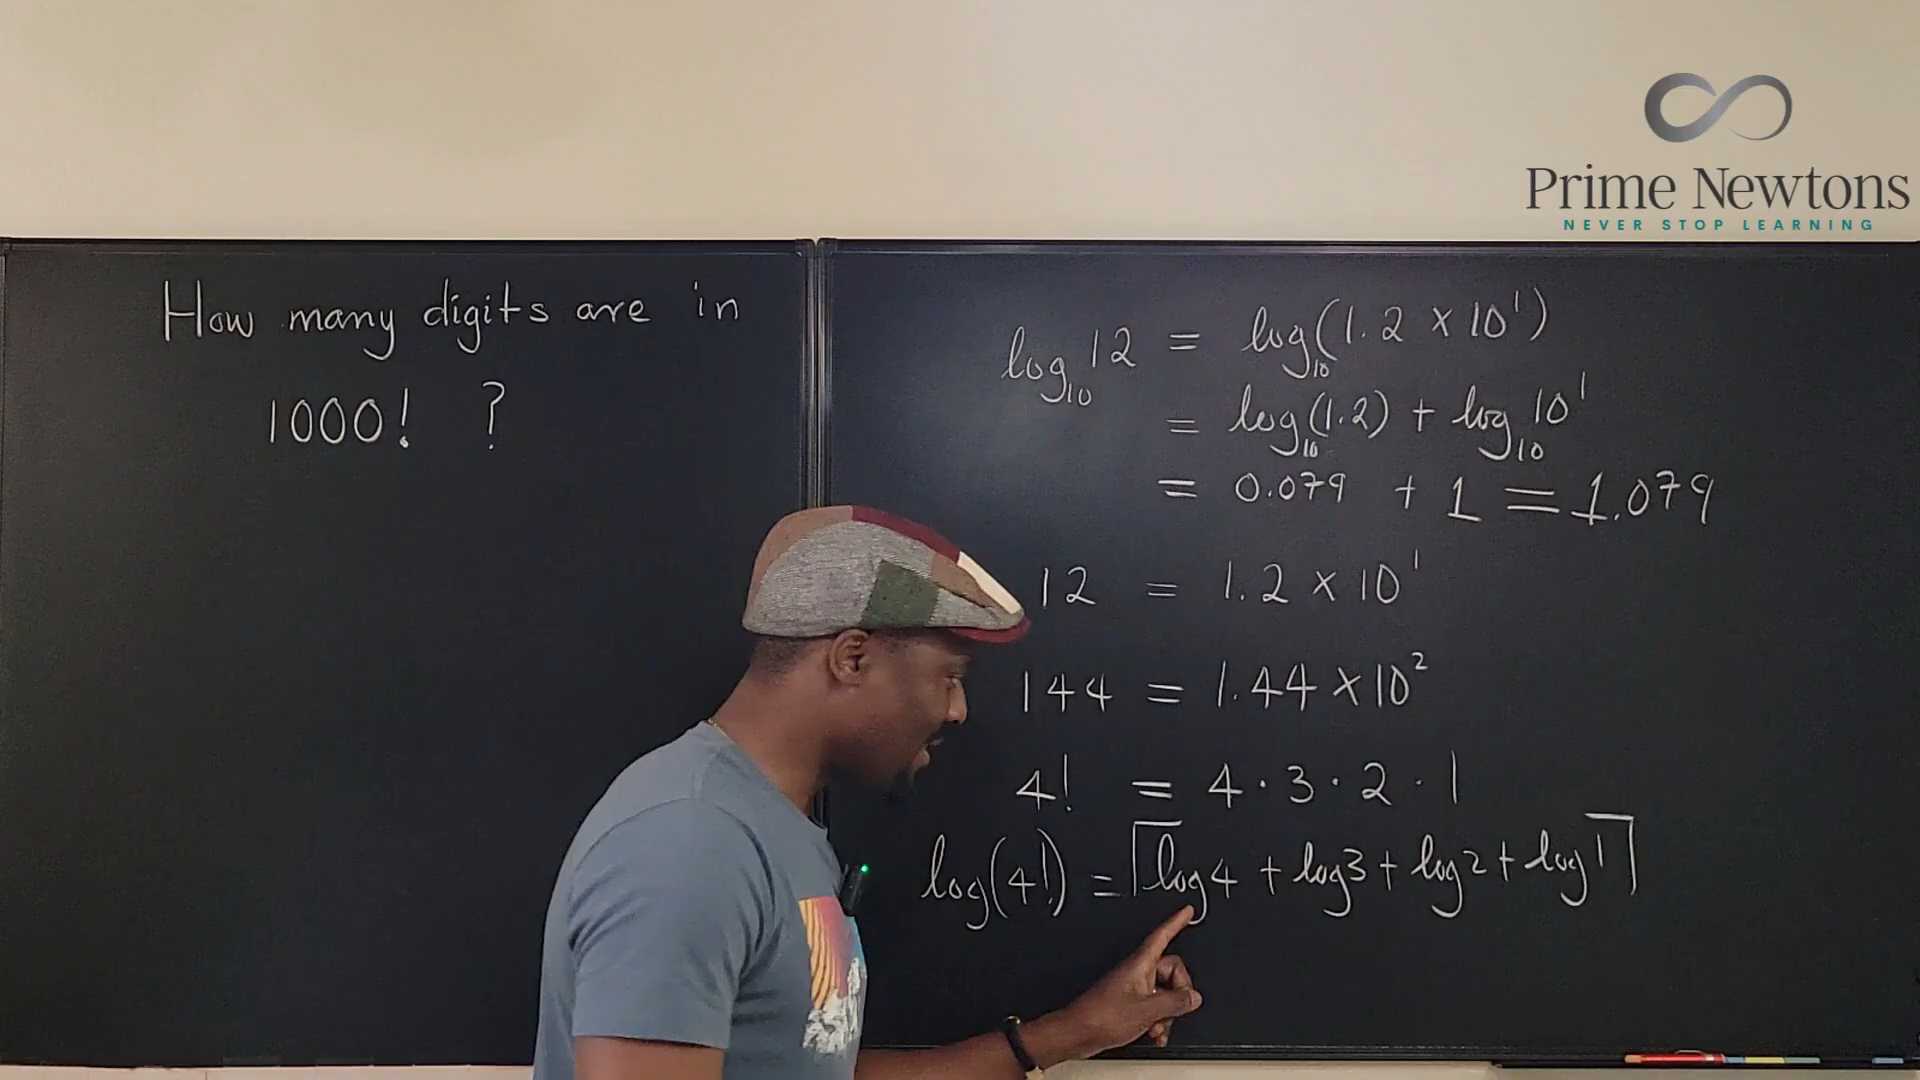 Prime Newtons
NEVER STOP LEARNING
How many digits are in
1000! ?
log₁₀12 = log₁₀(1.2 × 10¹)
= log₁₀(1.2) + log₁₀10¹
= 0.079 + 1 = 1.079
12 = 1.2 × 10¹
144 = 1.44 × 10²
4! = 4 · 3 · 2 · 1
log(4!) = ⌈log4 + log3 + log2 + log1⌉